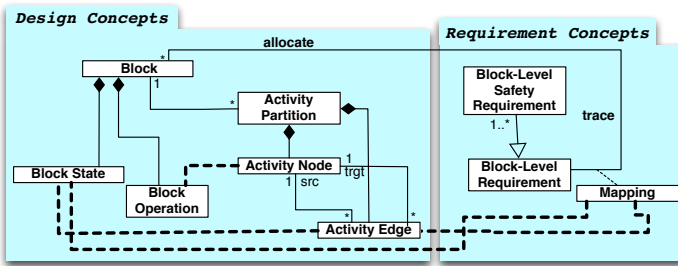 Design Concepts
Requirement Concepts
allocate
*
Block
1
*
Activity
Partition
Block-Level
Safety
Requirement
1..*
trace
Block State
Activity Node
1
trgt
1
src
Block
Operation
Block-Level
Requirement
Mapping
*
*
Activity Edge